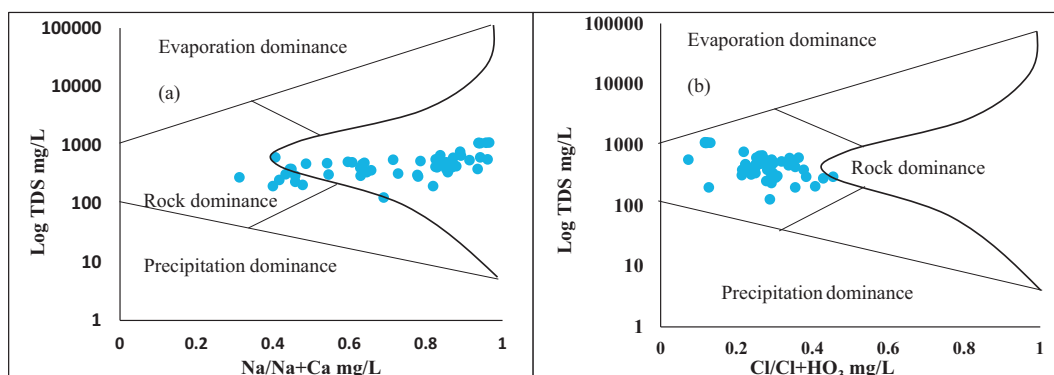 100000
10000
1000
100
10
1
Log TDS mg/L
Evaporation dominance
(a)
Rock dominance
Precipitation dominance
0 0.2 0.4 0.6 0.8 1
Na/Na+Ca mg/L
100000
10000
1000
100
10
1
Log TDS mg/L
Evaporation dominance
(b)
Rock dominance
Precipitation dominance
0 0.2 0.4 0.6 0.8 1
Cl/Cl+HO₃ mg/L